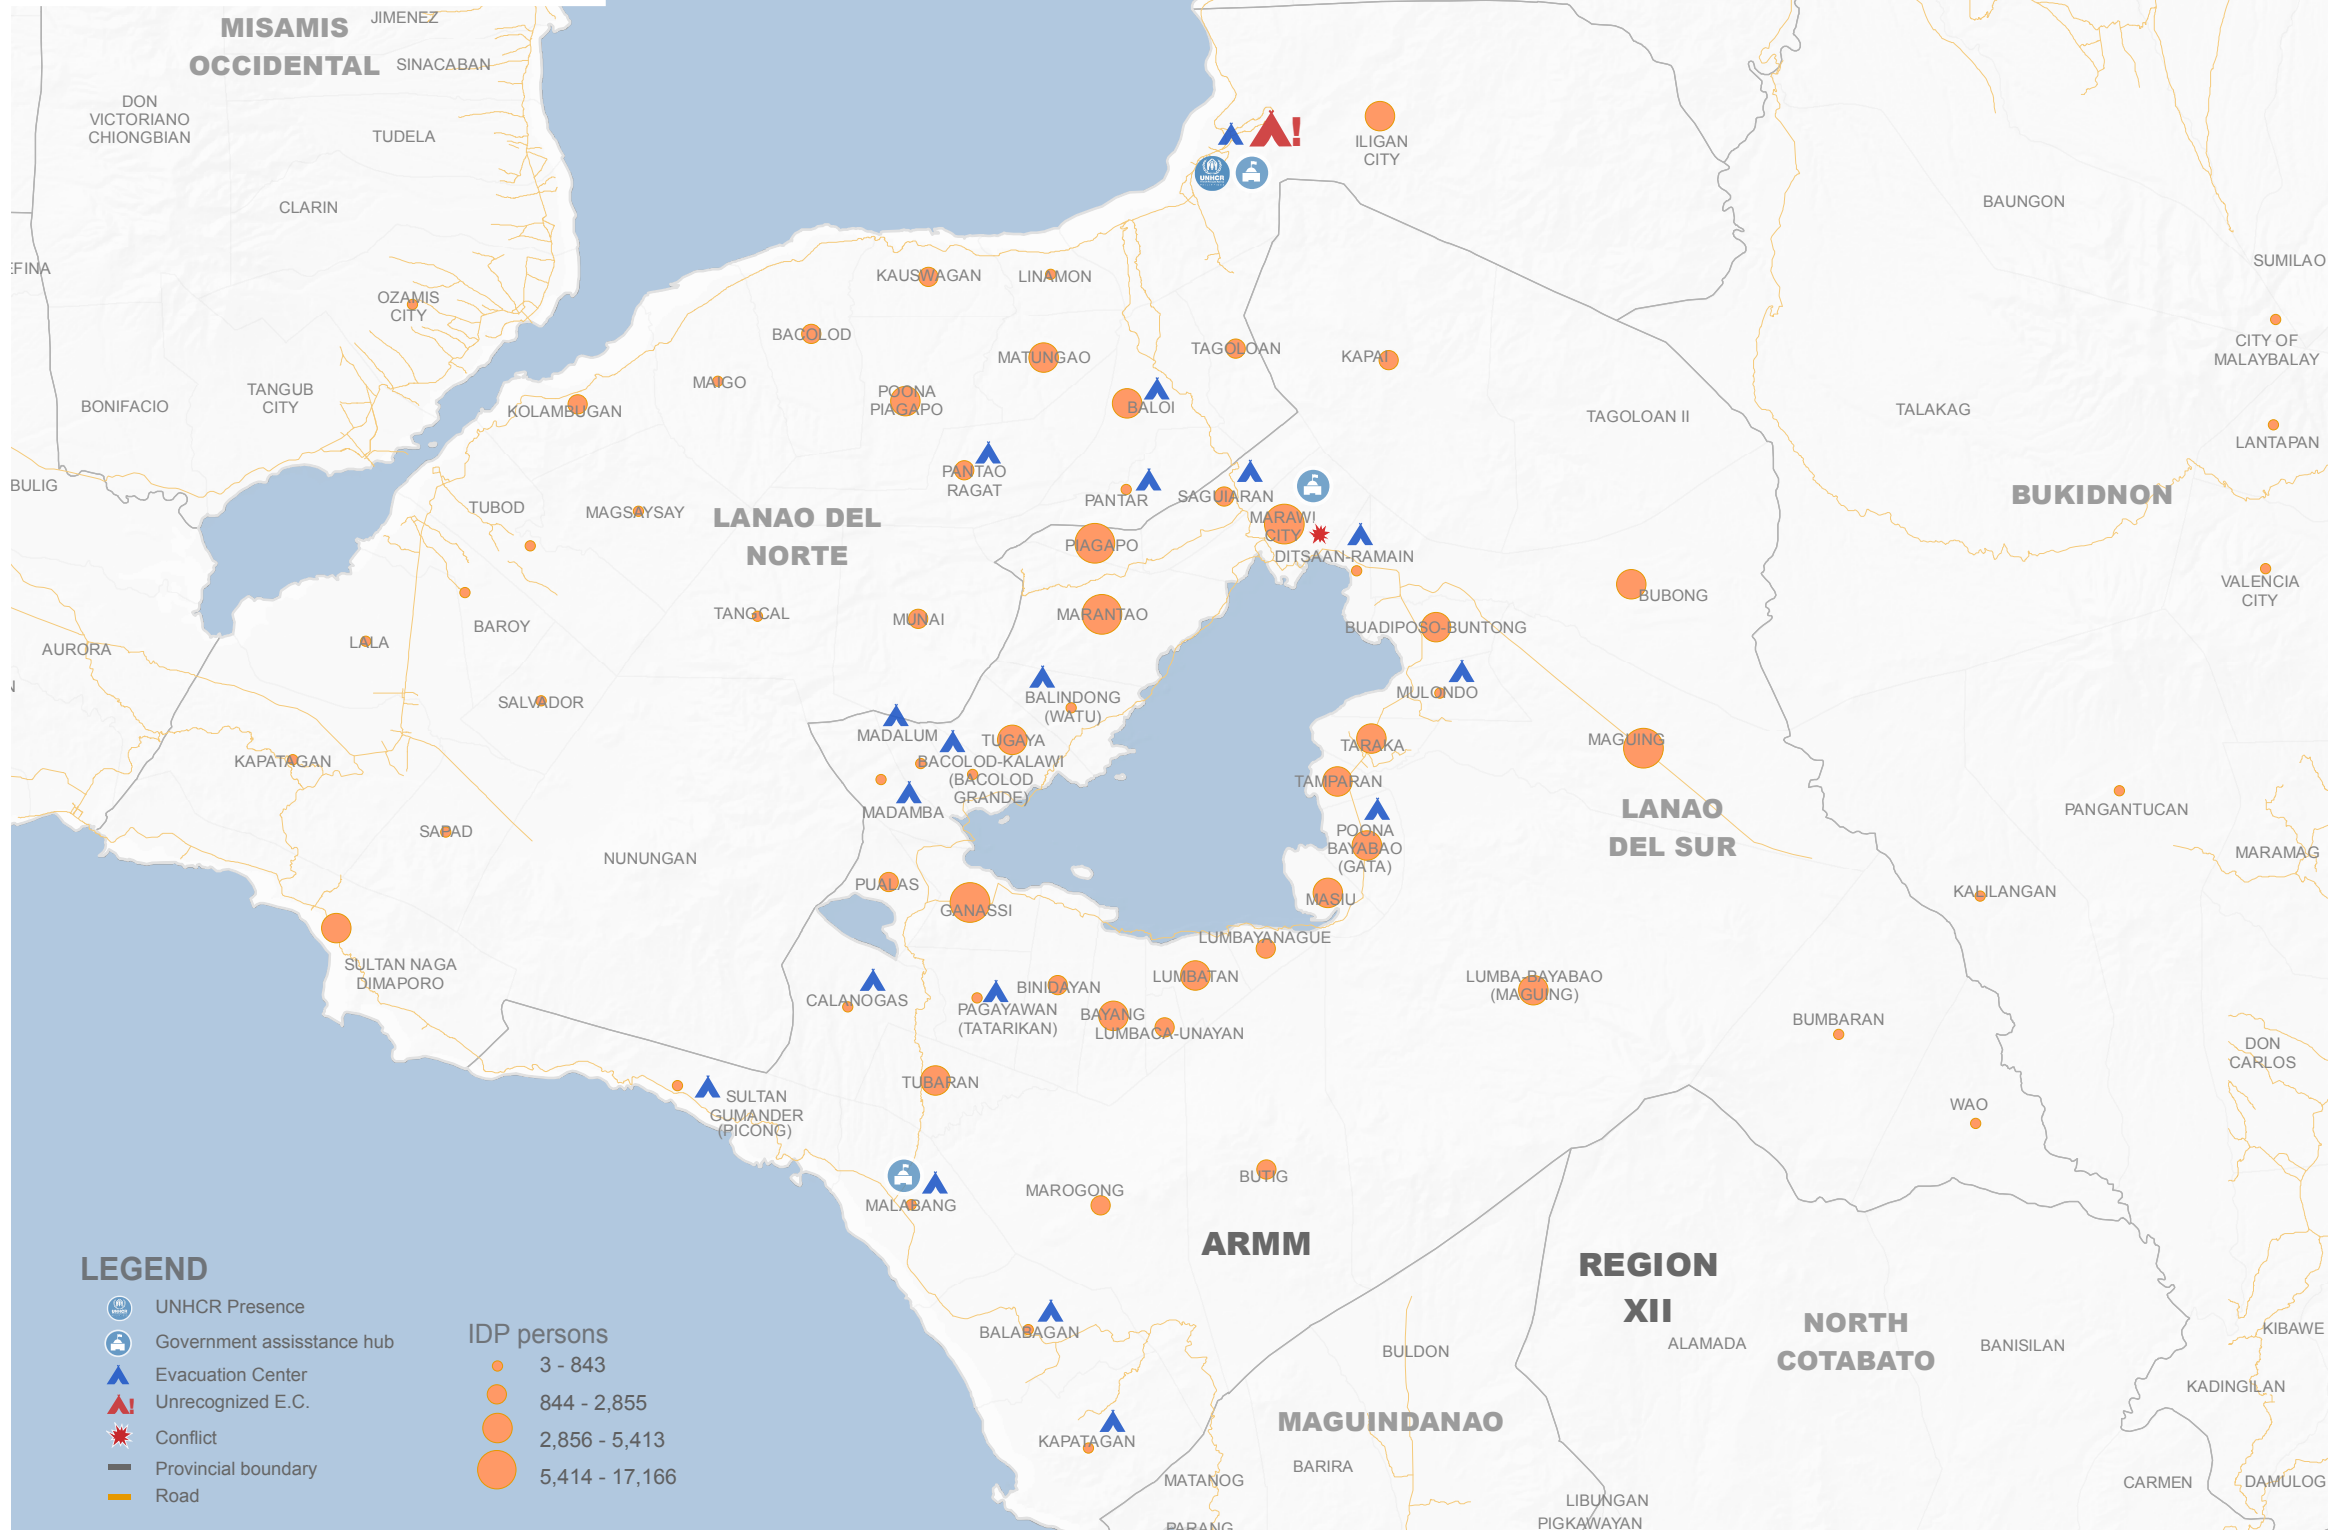 MISAMIS
OCCIDENTAL
JIMENEZ
SINACABAN
DON
VICTORIANO
CHIONGBIAN
TUDELA
CLARIN
EFINA
OZAMIS
CITY
TANGUB
CITY
BONIFACIO
BULIG
AURORA
N
ILIGAN
CITY
UNHCR
KAUSWAGAN
LINAMON
BACOLOD
MATUNGAO
TAGOLOAN
KAPAI
MAIGO
POONA
PIAGAPO
BALOI
KOLAMBUGAN
TAGOLOAN II
PANTAO
RAGAT
PANTAR
SAGUIARAN
TUBOD
MAGSAYSAY
LANAO DEL
NORTE
MARAWI
CITY
PIAGAPO
DITSAAN-RAMAIN
BUBONG
TANGCAL
MUNAI
MARANTAO
BUADIPOSO-BUNTONG
BAROY
LALA
SALVADOR
BALINDONG
(WATU)
MULONDO
MADALUM
TUGAYA
TARAKA
MAGUING
KAPATAGAN
BACOLOD-KALAWI
(BACOLOD
GRANDE)
TAMPARAN
MADAMBA
LANAO
DEL SUR
SAPAD
NUNUNGAN
POONA
BAYABAO
(GATA)
PUALAS
GANASSI
MASIU
SULTAN NAGA
DIMAPORO
LUMBAYANAGUE
CALANOGAS
PAGAYAWAN
(TATARIKAN)
BINIDAYAN
LUMBATAN
BAYANG
LUMBACA-UNAYAN
LUMBA-BAYABAO
(MAGUING)
BUMBARAN
TUBARAN
SULTAN
GUMANDER
(PICONG)
WAO
MALABANG
MAROGONG
BUTIG
ARMM
BALABAGAN
KAPATAGAN
BAUNGON
SUMILAO
CITY OF
MALAYBALAY
TALAKAG
LANTAPAN
BUKIDNON
VALENCIA
CITY
PANGANTUCAN
MARAMAG
KALILANGAN
DON
CARLOS
REGION
XII
NORTH
COTABATO
ALAMADA
BANISILAN
KIBAWE
KADINGILAN
BULDON
MAGUINDANAO
BARIRA
MATANOG
PARANG
LIBUNGAN
PIGKAWAYAN
CARMEN
DAMULOG
LEGEND
UNHCR Presence
Government assisstance hub
Evacuation Center
Unrecognized E.C.
Conflict
Provincial boundary
Road
IDP persons
3 - 843
844 - 2,855
2,856 - 5,413
5,414 - 17,166